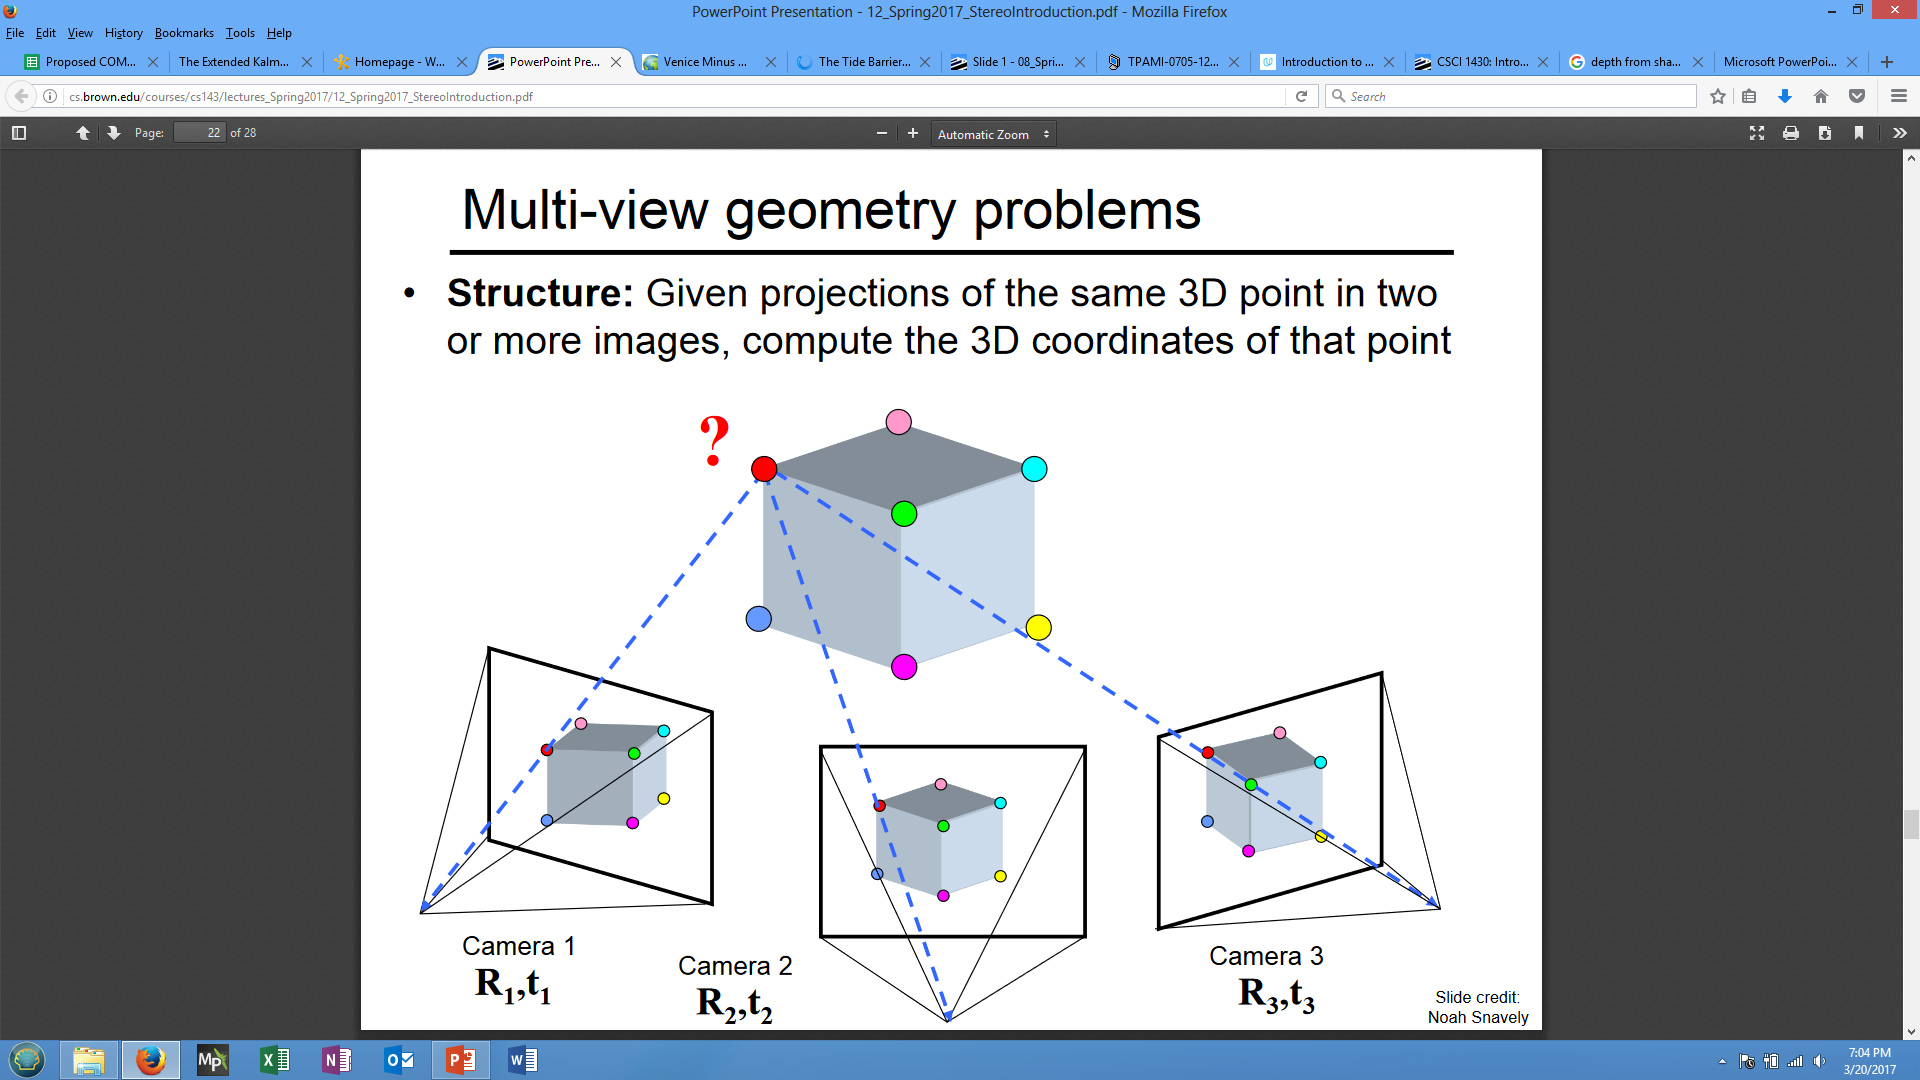 PowerPoint Presentation - 12_Spring2017_StereoIntroduction.pdf - Mozilla Firefox
File Edit View History Bookmarks Tools Help
Proposed COM...
The Extended Kalm...
Homepage - W...
PowerPoint Pre...
Venice Minus ...
The Tide Barrier...
Slide 1 - 08_Spri...
TPAMI-0705-12...
Introduction to ...
CSCI 1430: Intro...
depth from sha...
Microsoft PowerPoi...
cs.brown.edu/courses/cs143/lectures_Spring2017/12_Spring2017_StereoIntroduction.pdf
Search
Page: 22 of 28
Automatic Zoom
Multi-view geometry problems
• Structure: Given projections of the same 3D point in two
or more images, compute the 3D coordinates of that point
?
Camera 1
R1,t1
Camera 2
R2,t2
Camera 3
R3,t3
Slide credit:
Noah Snavely
Mp
X
N
O
P
W
7:04 PM
3/20/2017